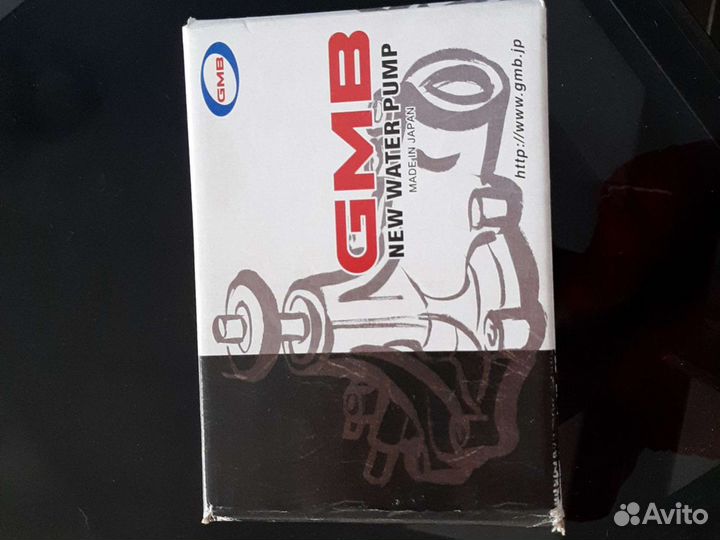 GMB
GMB
NEW WATER PUMP
MADE IN JAPAN
http://www.gmb.jp
Avito